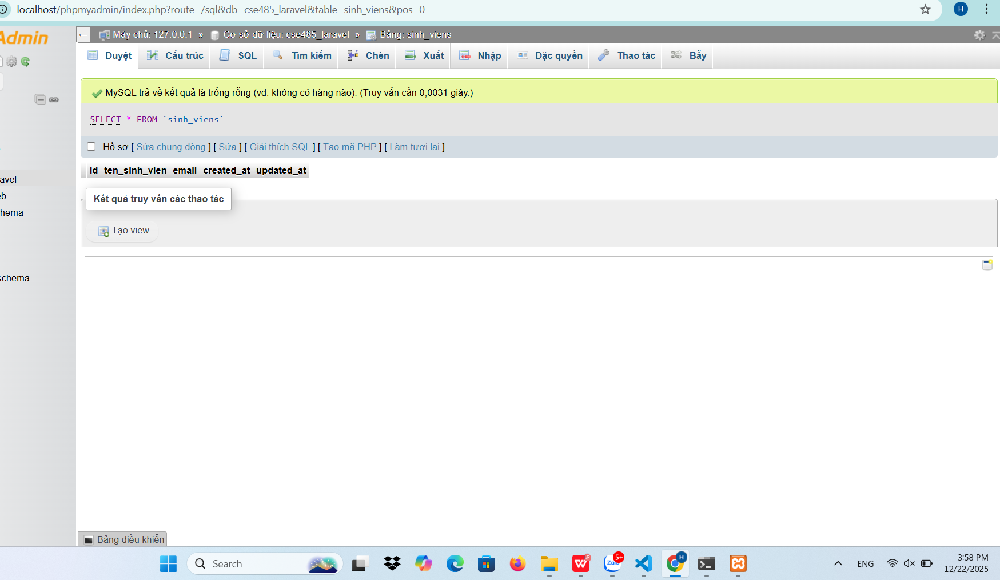 localhost/phpmyadmin/index.php?route=/sql&db=cse485_laravel&table=sinh_viens&pos=0
H
Admin
Máy chủ: 127.0.0.1 » Cơ sở dữ liệu: cse485_laravel » Bảng: sinh_viens
Duyệt Cấu trúc SQL Tìm kiếm Chèn Xuất Nhập Đặc quyền Thao tác Bẫy
MySQL trả về kết quả là trống rỗng (vd. không có hàng nào). (Truy vấn cần 0,0031 giây.)
SELECT * FROM `sinh_viens`
Hồ sơ [ Sửa chung dòng ] [ Sửa ] [ Giải thích SQL ] [ Tạo mã PHP ] [ Làm tươi lại ]
id ten_sinh_vien email created_at updated_at
avel
eb
hema
schema
Kết quả truy vấn các thao tác
Tạo view
Bảng điều khiển
Search
5+
Zalo
H
ENG
3:58 PM
12/22/2025